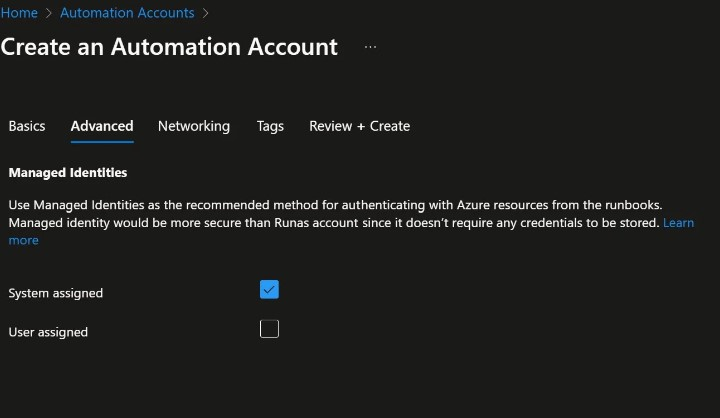 Home > Automation Accounts >
Create an Automation Account ...
Basics Advanced Networking Tags Review + Create
Managed Identities
Use Managed Identities as the recommended method for authenticating with Azure resources from the runbooks.
Managed identity would be more secure than Runas account since it doesn't require any credentials to be stored. Learn
more
System assigned
User assigned